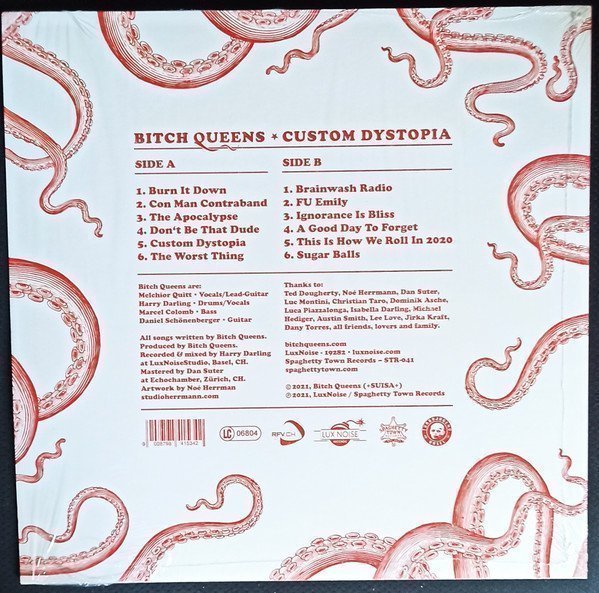 BITCH QUEENS * CUSTOM DYSTOPIA
SIDE A
1. Burn It Down
2. Con Man Contraband
3. The Apocalypse
4. Don't Be That Dude
5. Custom Dystopia
6. The Worst Thing
SIDE B
1. Brainwash Radio
2. FU Emily
3. Ignorance Is Bliss
4. A Good Day To Forget
5. This Is How We Roll In 2020
6. Sugar Balls
Bitch Queens are:
Melchior Quitt • Vocals/Lead-Guitar
Harry Darling • Drums/Vocals
Marcel Colomb • Bass
Daniel Schönenberger • Guitar
All songs written by Bitch Queens.
Produced by Bitch Queens.
Recorded & mixed by Harry Darling
at LuxNoiseStudio, Basel, CH.
Mastered by Dan Suter
at Echochamber, Zürich, CH.
Artwork by Noé Herrman
studioherrmann.com
Thanks to:
Ted Dougherty, Noé Herrmann, Dan Suter,
Luc Montini, Christian Taro, Dominik Asche,
Luca Piazzalonga, Isabella Darling, Michael
Hediger, Austin Smith, Lee Love, Jirka Kraft,
Dany Torres, all friends, lovers and family.
bitchqueens.com
LuxNoise • 19282 • luxnoise.com
Spaghetty Town Records – STR-041
spaghettytown.com
©2021, Bitch Queens (+SUISA+)
℗2021, LuxNoise / Spaghetty Town Records
LC 06804
RFV.CH
LUX NOISE
SPAGHETTY
TOWN